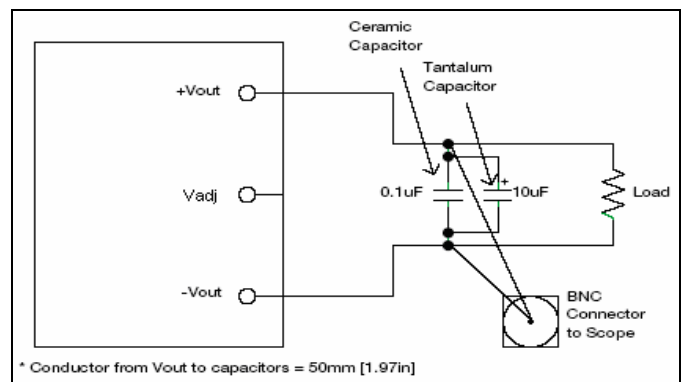 Ceramic
Capacitor
Tantalum
Capacitor
+Vout
Vadj
-Vout
0.1uF
+
10uF
Load
BNC
Connector
to Scope
* Conductor from Vout to capacitors = 50mm [1.97in]